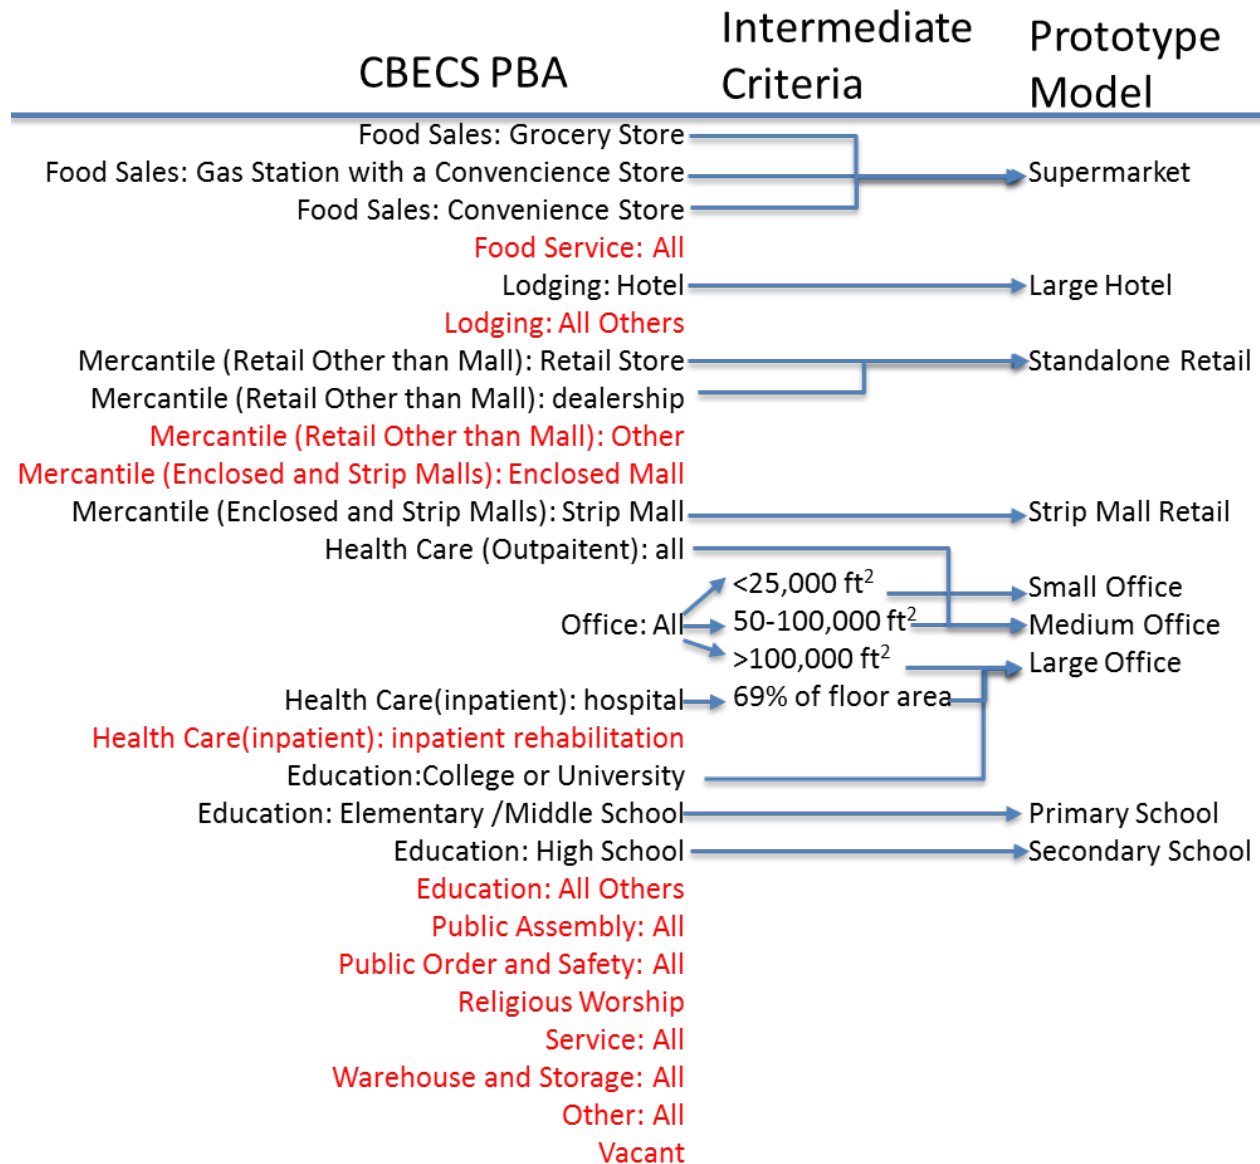 CBECS PBA
Intermediate
Criteria
Prototype
Model
Food Sales: Grocery Store
Food Sales: Gas Station with a Convencience Store
Supermarket
Food Sales: Convenience Store
Food Service: All
Lodging: Hotel
Large Hotel
Lodging: All Others
Mercantile (Retail Other than Mall): Retail Store
Standalone Retail
Mercantile (Retail Other than Mall): dealership
Mercantile (Retail Other than Mall): Other
Mercantile (Enclosed and Strip Malls): Enclosed Mall
Mercantile (Enclosed and Strip Malls): Strip Mall
Strip Mall Retail
Health Care (Outpaitent): all
<25,000 ft²
Small Office
Office: All
50-100,000 ft²
Medium Office
>100,000 ft²
Large Office
Health Care(inpatient): hospital
69% of floor area
Health Care(inpatient): inpatient rehabilitation
Education:College or University
Education: Elementary /Middle School
Primary School
Education: High School
Secondary School
Education: All Others
Public Assembly: All
Public Order and Safety: All
Religious Worship
Service: All
Warehouse and Storage: All
Other: All
Vacant